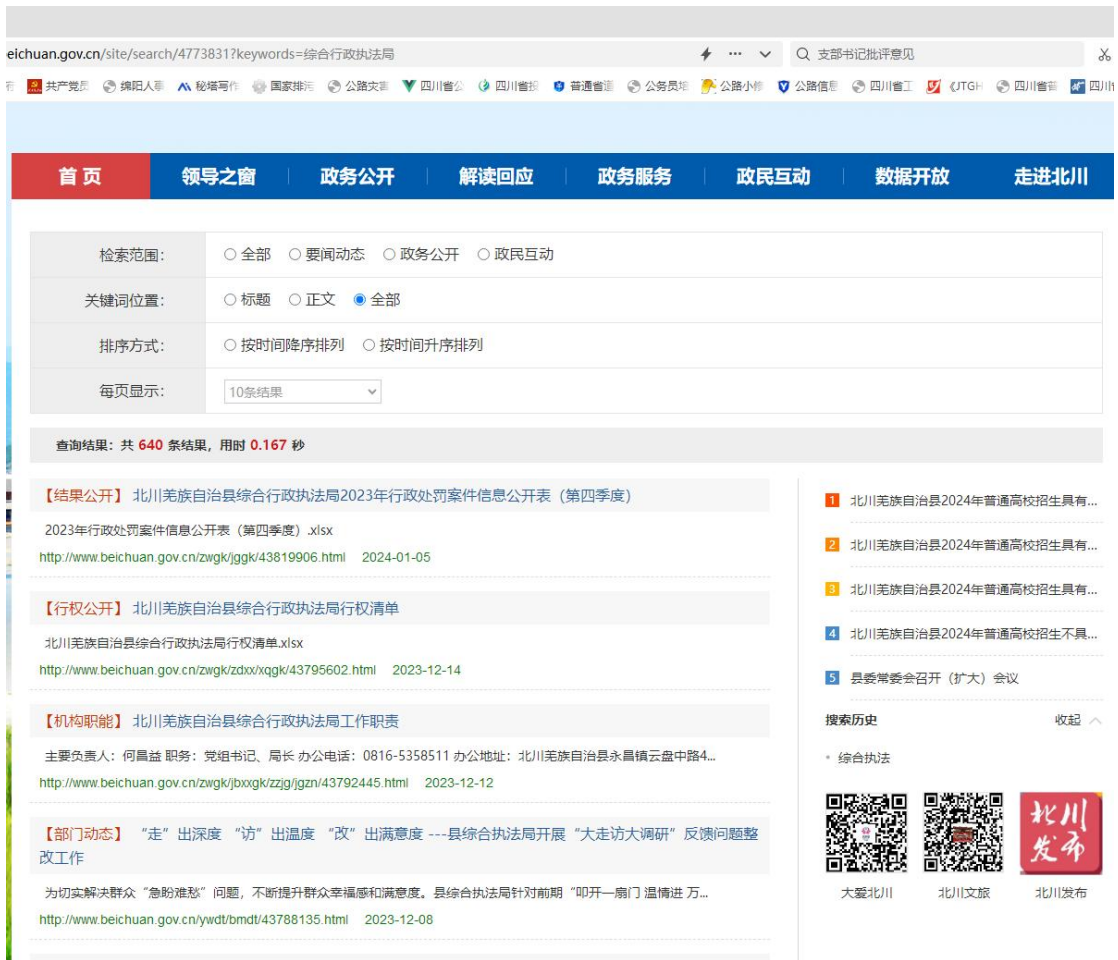 eichuan.gov.cn/site/search/4773831?keywords=综合行政执法局
支部书记批评意见
共产党员 绵阳人事 秘塔写作 国家排污 公路灾害 四川省公 四川省投 普通省道 公务员培 公路小修 公路信息 四川省工 《JTGH 四川省普 四川省
首页 领导之窗 政务公开 解读回应 政务服务 政民互动 数据开放 走进北川
检索范围: 全部 要闻动态 政务公开 政民互动
关键词位置: 标题 正文 全部
排序方式: 按时间降序排列 按时间升序排列
每页显示: 10条结果
查询结果：共 640 条结果，用时 0.167 秒
【结果公开】 北川羌族自治县综合行政执法局2023年行政处罚案件信息公开表（第四季度）
2023年行政处罚案件信息公开表（第四季度）.xlsx
http://www.beichuan.gov.cn/zwgk/jggk/43819906.html 2024-01-05
【行权公开】 北川羌族自治县综合行政执法局行权清单
北川羌族自治县综合行政执法局行权清单.xlsx
http://www.beichuan.gov.cn/zwgk/zdxx/xqgk/43795602.html 2023-12-14
【机构职能】 北川羌族自治县综合行政执法局工作职责
主要负责人：何昌益 职务：党组书记、局长 办公电话：0816-5358511 办公地址：北川羌族自治县永昌镇云盘中路4...
http://www.beichuan.gov.cn/zwgk/jbxxgk/zzjg/jgzn/43792445.html 2023-12-12
【部门动态】 “走”出深度 “访”出温度 “改”出满意度 ---县综合执法局开展“大走访大调研”反馈问题整
改工作
为切实解决群众“急盼难愁”问题，不断提升群众幸福感和满意度。县综合执法局针对前期“叩开一扇门 温情进 万...
http://www.beichuan.gov.cn/ywdt/bmdt/43788135.html 2023-12-08
1 北川羌族自治县2024年普通高校招生具有...
2 北川羌族自治县2024年普通高校招生具有...
3 北川羌族自治县2024年普通高校招生具有...
4 北川羌族自治县2024年普通高校招生不具...
5 县委常委会召开（扩大）会议
搜索历史 收起
综合执法
北川
发布
大爱北川 北川文旅 北川发布